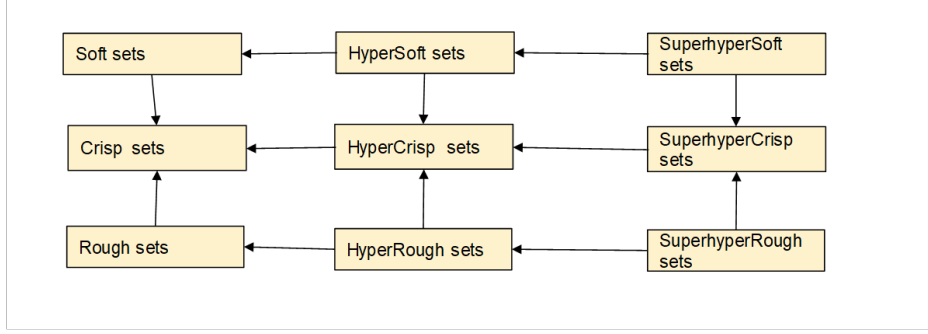 Soft sets
HyperSoft sets
SuperhyperSoft
sets
Crisp sets
HyperCrisp sets
SuperhyperCrisp
sets
Rough sets
HyperRough sets
SuperhyperRough
sets